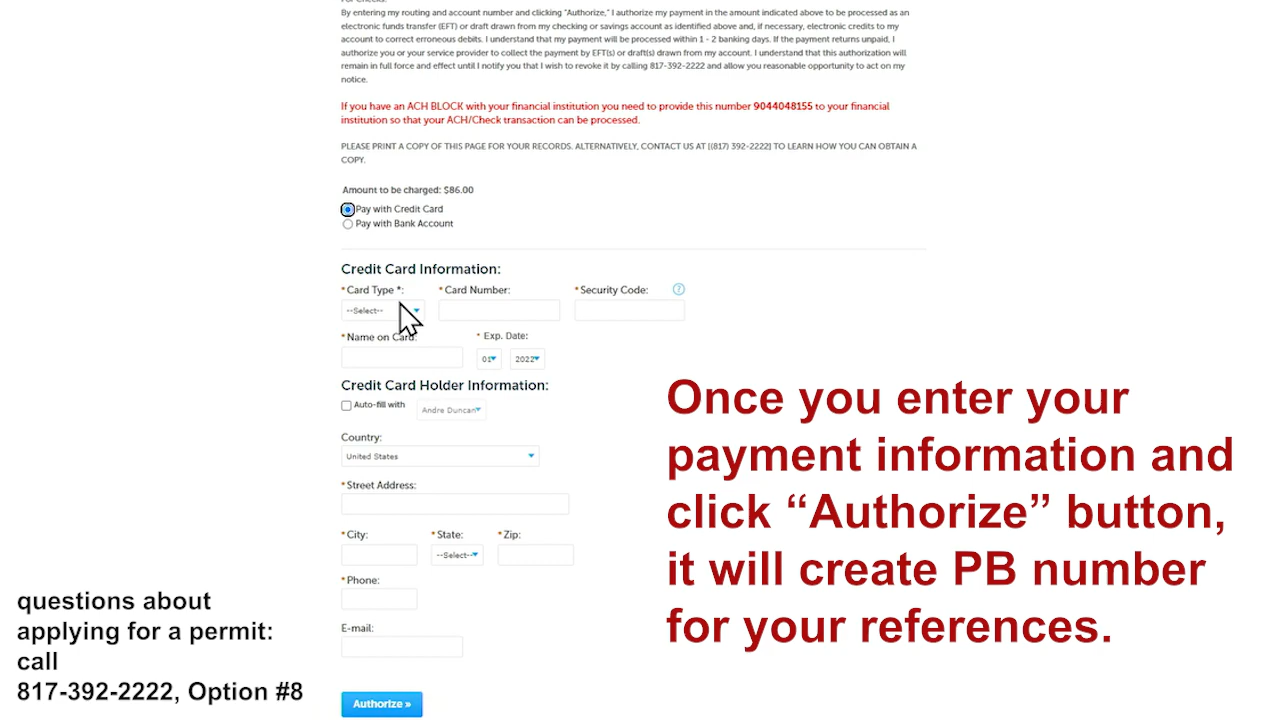 By entering my routing and account number and clicking "Authorize," I authorize my payment in the amount indicated above to be processed as an
electronic funds transfer (EFT) or draft drawn from my checking or savings account as identified above and, if necessary, electronic credits to my
account to correct erroneous debits. I understand that my payment will be processed within 1 - 2 banking days. If the payment returns unpaid, I
authorize you or your service provider to collect the payment by EFT(s) or draft(s) drawn from my account. I understand that this authorization will
remain in full force and effect until I notify you that I wish to revoke it by calling 817-392-2222 and allow you reasonable opportunity to act on my
notice.
If you have an ACH BLOCK with your financial institution you need to provide this number 9044048155 to your financial
institution so that your ACH/Check transaction can be processed.
PLEASE PRINT A COPY OF THIS PAGE FOR YOUR RECORDS. ALTERNATIVELY, CONTACT US AT [(817) 392-2222] TO LEARN HOW YOU CAN OBTAIN A
COPY.
Amount to be charged: $86.00
Pay with Credit Card
Pay with Bank Account
Credit Card Information:
*Card Type *: *Card Number: *Security Code: ?
--Select--
*Name on Card: * Exp. Date:
01 2022
Credit Card Holder Information:
Auto-fill with Andre Duncan
Country:
United States
*Street Address:
*City: *State: *Zip:
--Select--
*Phone:
E-mail:
Authorize »
Once you enter your
payment information and
click “Authorize” button,
it will create PB number
for your references.
questions about
applying for a permit:
call
817-392-2222, Option #8